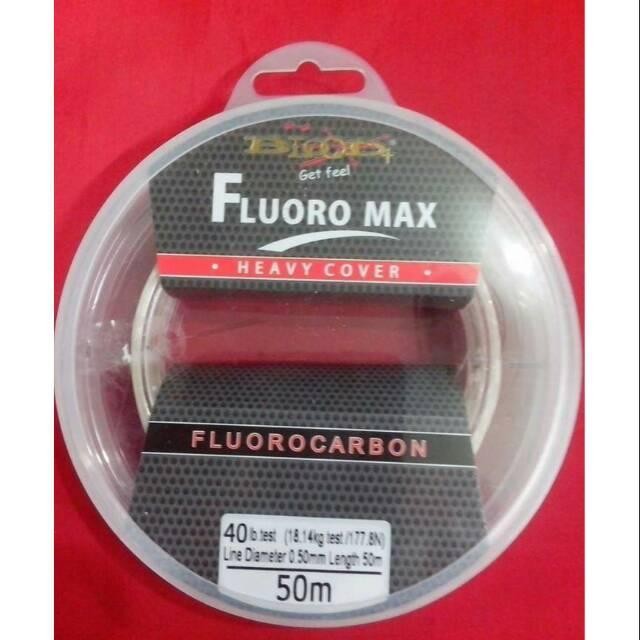 Get feel
FLUORO MAX
• HEAVY COVER •
FLUOROCARBON
40 lb.test (18.14kg test /177.8N)
Line Diameter 0.50mm Length 50m
50m